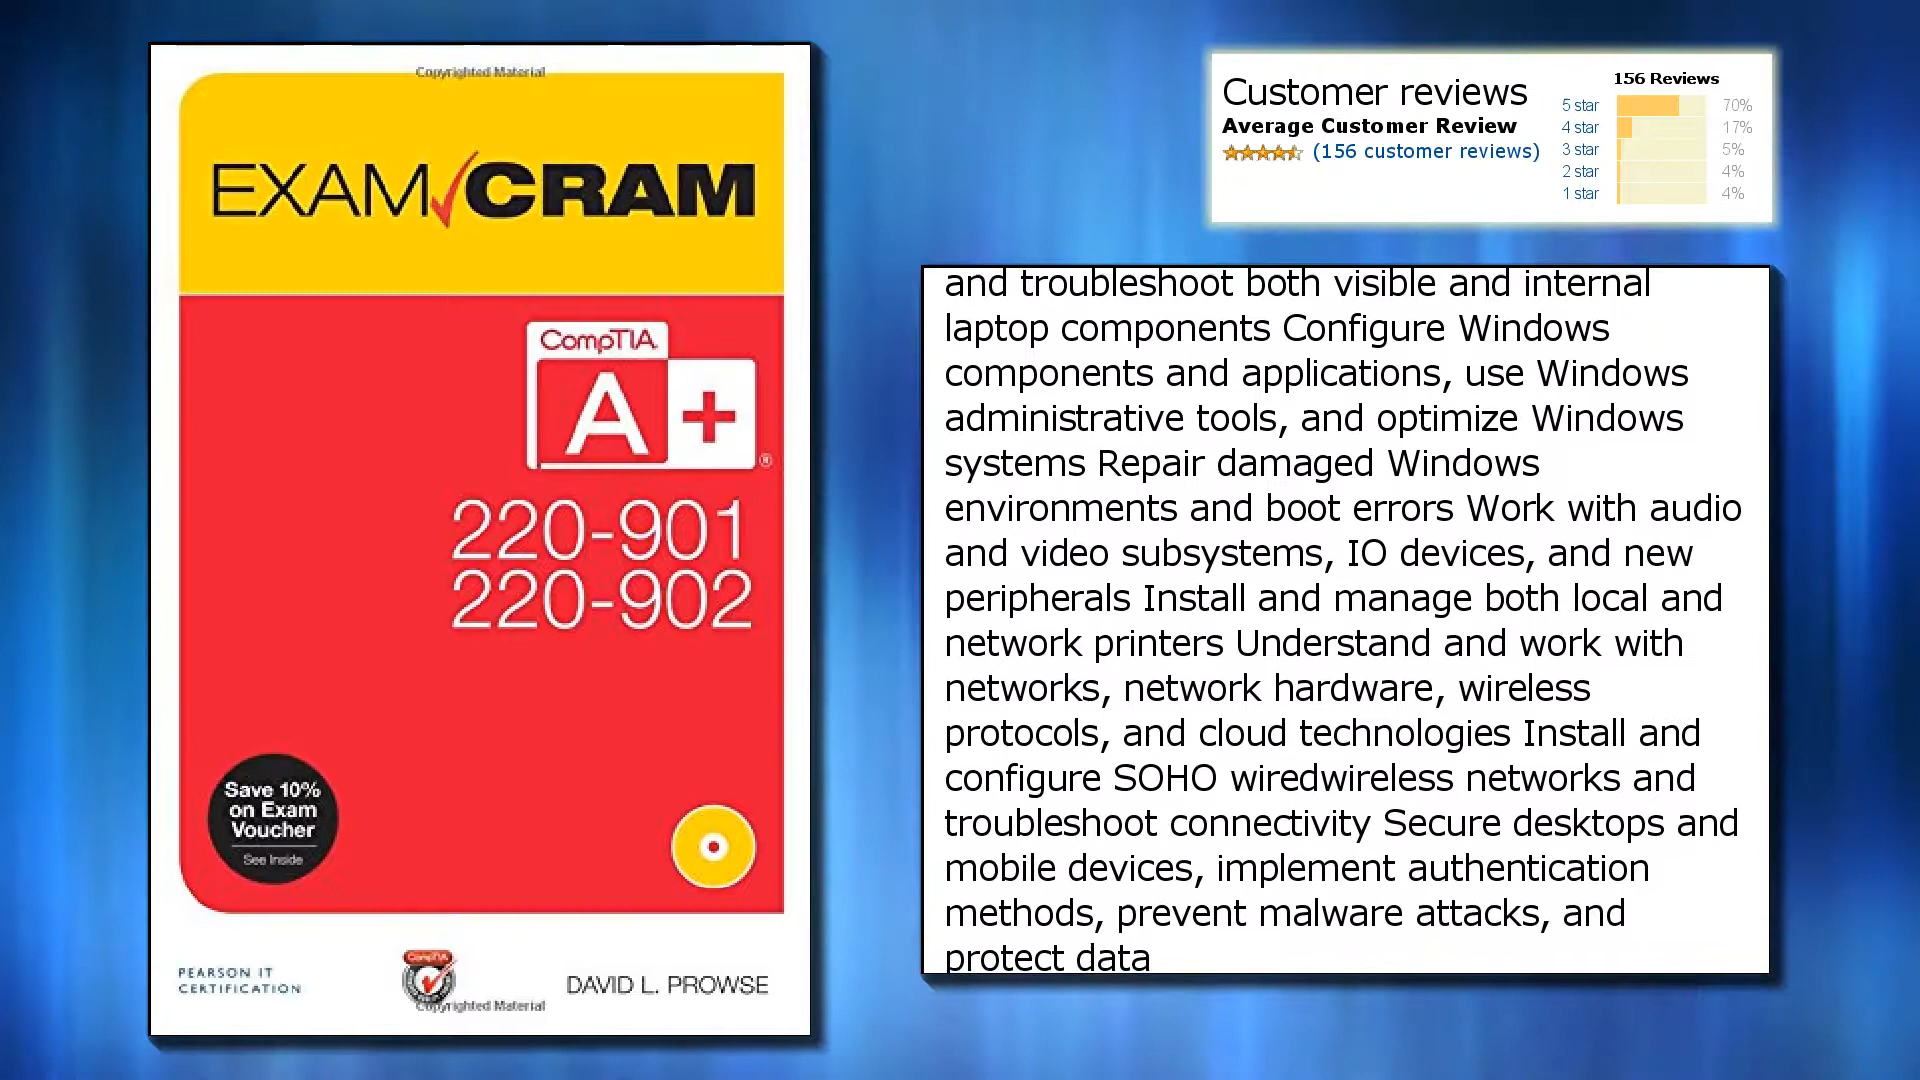 Copyrighted Material
EXAM CRAM
CompTIA
A+
®
220-901
220-902
Save 10%
on Exam
Voucher
See Inside
PEARSON IT
CERTIFICATION
CompTIA
DAVID L. PROWSE
Copyrighted Material
Customer reviews
Average Customer Review
(156 customer reviews)
156 Reviews
5 star 70%
4 star 17%
3 star 5%
2 star 4%
1 star 4%
and troubleshoot both visible and internal
laptop components Configure Windows
components and applications, use Windows
administrative tools, and optimize Windows
systems Repair damaged Windows
environments and boot errors Work with audio
and video subsystems, IO devices, and new
peripherals Install and manage both local and
network printers Understand and work with
networks, network hardware, wireless
protocols, and cloud technologies Install and
configure SOHO wiredwireless networks and
troubleshoot connectivity Secure desktops and
mobile devices, implement authentication
methods, prevent malware attacks, and
protect data